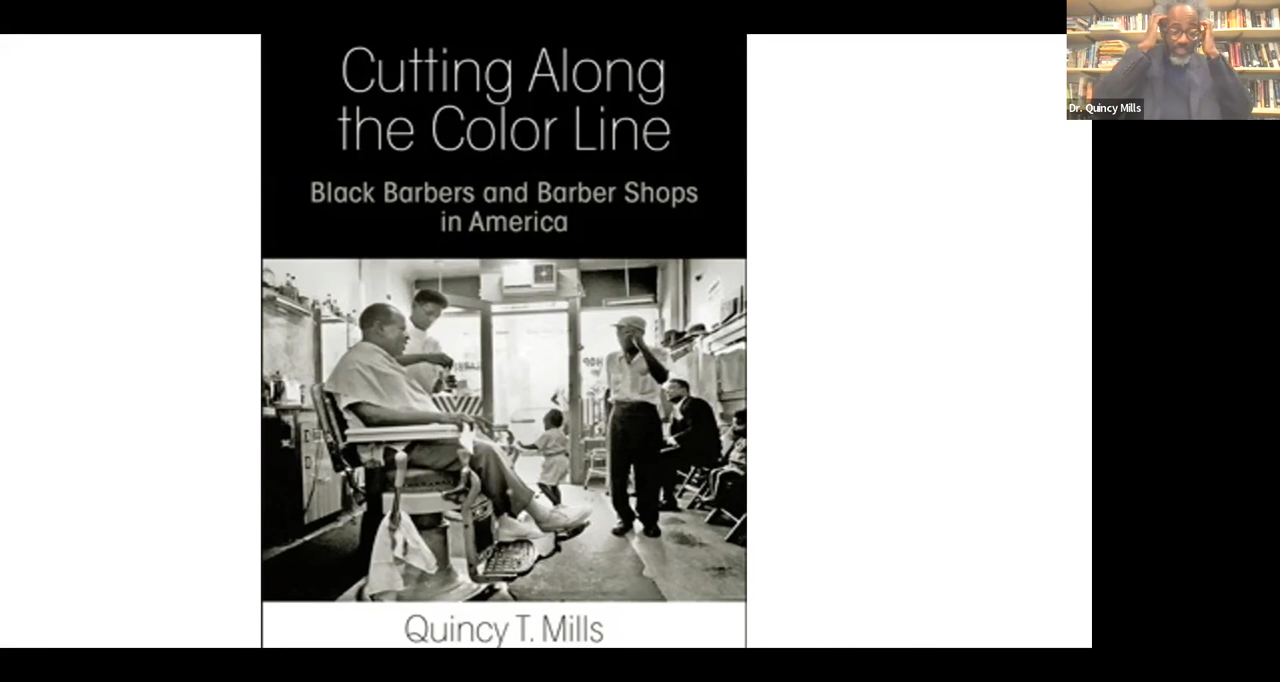 Cutting Along
the Color Line
Black Barbers and Barber Shops
in America
Quincy T. Mills
Dr. Quincy Mills